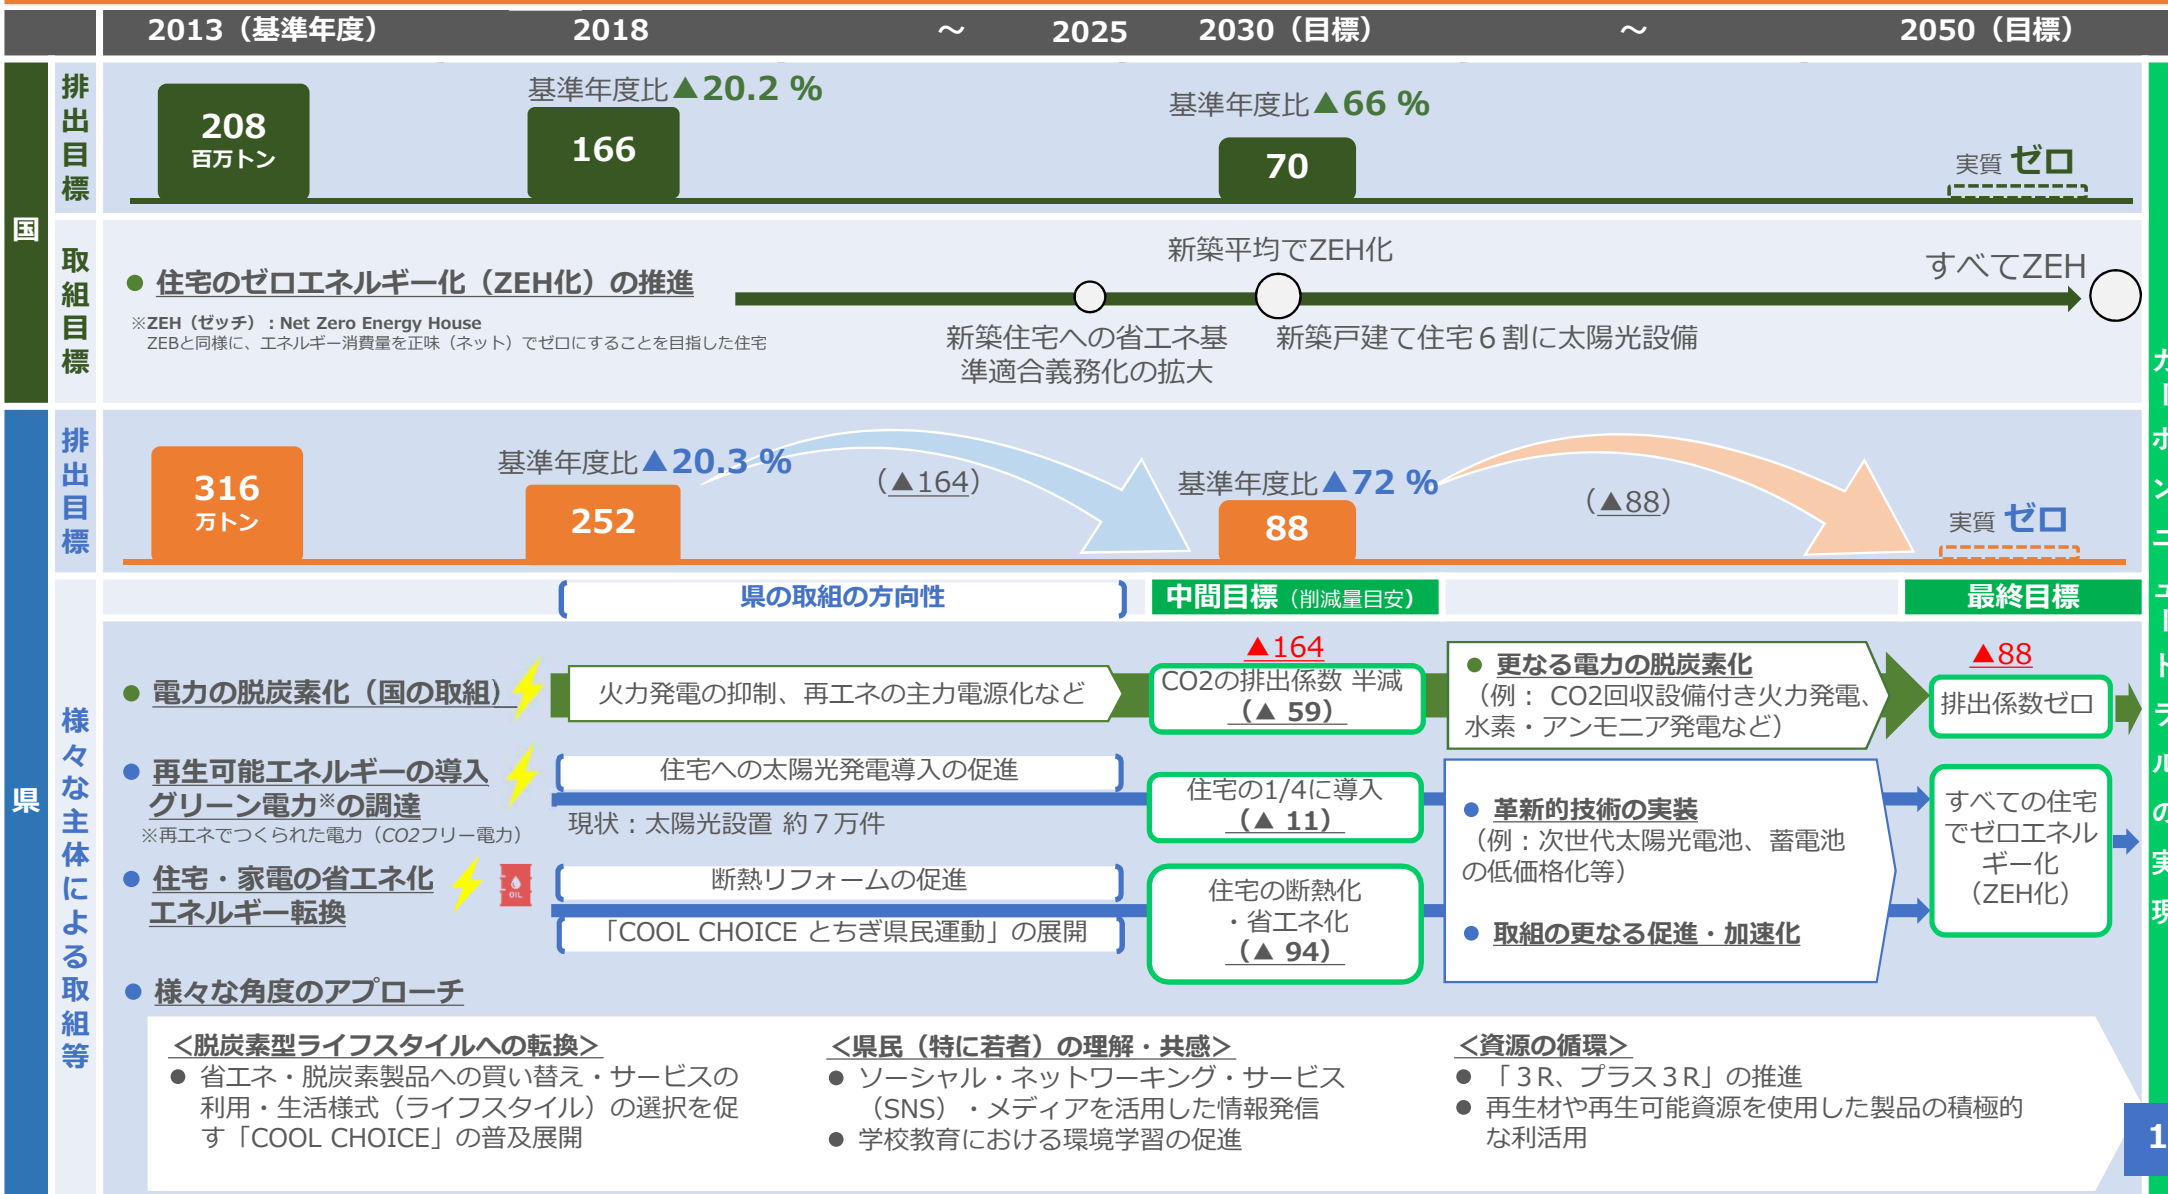 2013（基準年度） 2018 ～ 2025 2030（目標） ～ 2050（目標）
国
排出目標
208
百万トン
基準年度比▲20.2 %
166
基準年度比▲66 %
70
実質 ゼロ
取組目標
● 住宅のゼロエネルギー化（ZEH化）の推進
※ZEH（ゼッチ）：Net Zero Energy House
ZEBと同様に、エネルギー消費量を正味（ネット）でゼロにすることを目指した住宅
新築平均でZEH化
すべてZEH
新築住宅への省エネ基
準適合義務化の拡大
新築戸建て住宅６割に太陽光設備
県
排出目標
316
万トン
基準年度比▲20.3 %
252
（▲164）
基準年度比▲72 %
88
（▲88）
実質 ゼロ
様々な主体による取組等
県の取組の方向性
中間目標（削減量目安）
最終目標
▲164
▲88
● 電力の脱炭素化（国の取組）
火力発電の抑制、再エネの主力電源化など
CO2の排出係数 半減
（▲ 59）
● 更なる電力の脱炭素化
（例： CO2回収設備付き火力発電、
水素・アンモニア発電など）
排出係数ゼロ
● 再生可能エネルギーの導入
グリーン電力※の調達
※再エネでつくられた電力（CO2フリー電力）
住宅への太陽光発電導入の促進
現状：太陽光設置 約７万件
住宅の1/4に導入
（▲ 11）
● 革新的技術の実装
（例：次世代太陽光電池、蓄電池
の低価格化等）
● 取組の更なる促進・加速化
すべての住宅
でゼロエネル
ギー化
（ZEH化）
● 住宅・家電の省エネ化
エネルギー転換
OIL
断熱リフォームの促進
「COOL CHOICE とちぎ県民運動」の展開
住宅の断熱化
・省エネ化
（▲ 94）
● 様々な角度のアプローチ
＜脱炭素型ライフスタイルへの転換＞
● 省エネ・脱炭素製品への買い替え・サービスの
利用・生活様式（ライフスタイル）の選択を促
す「COOL CHOICE」の普及展開
＜県民（特に若者）の理解・共感＞
● ソーシャル・ネットワーキング・サービス
（SNS）・メディアを活用した情報発信
● 学校教育における環境学習の促進
＜資源の循環＞
● 「３R、プラス３R」の推進
● 再生材や再生可能資源を使用した製品の積極的
な利活用
カーボンニュートラルの実現
1